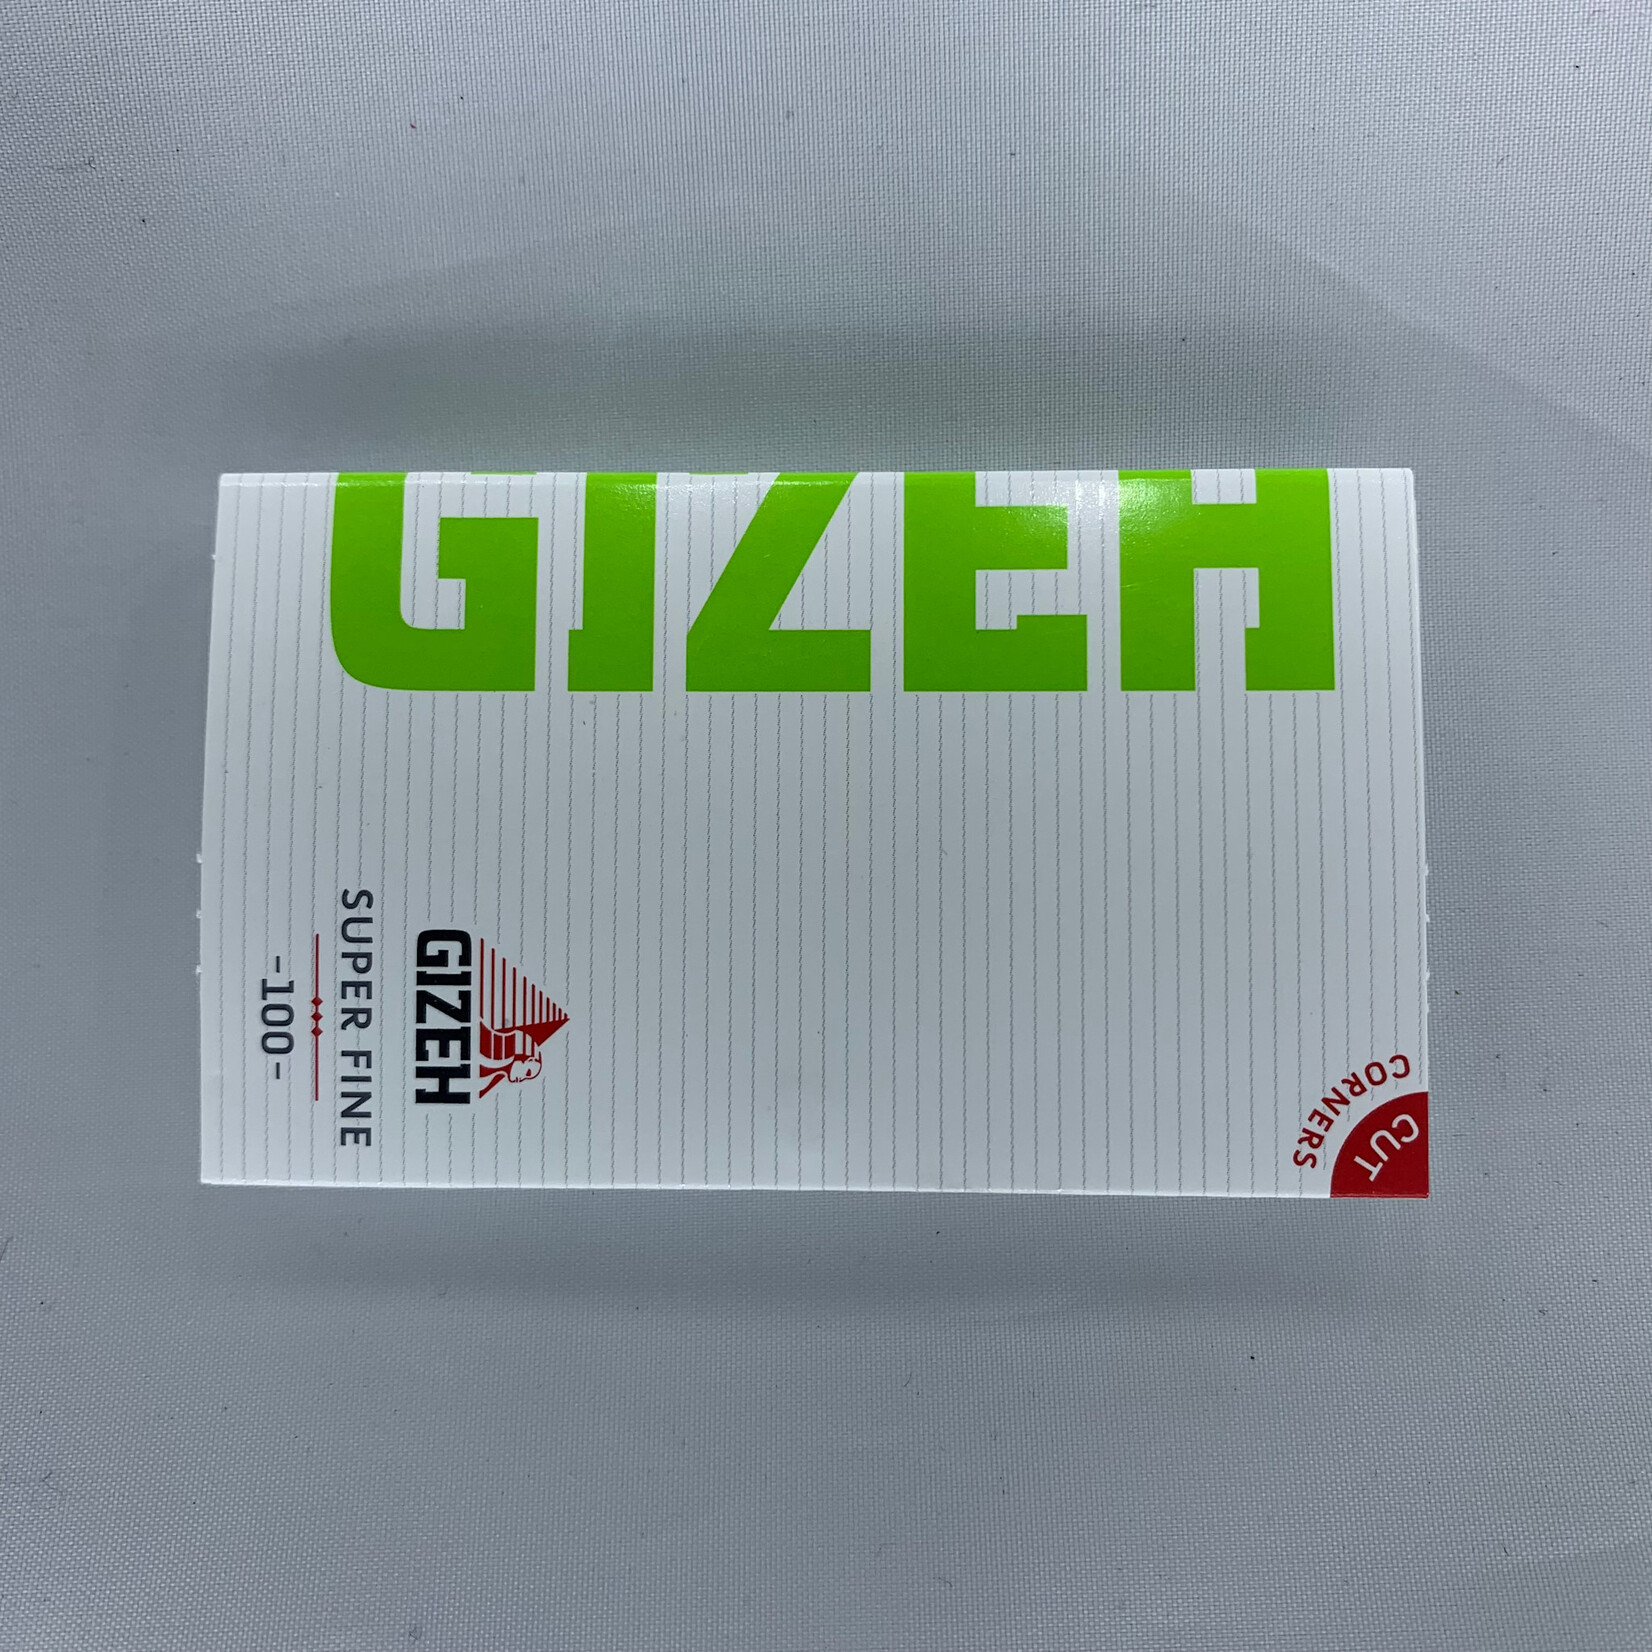 GIZEH
GIZEH
SUPER FINE
-100-
CUT
CORNERS